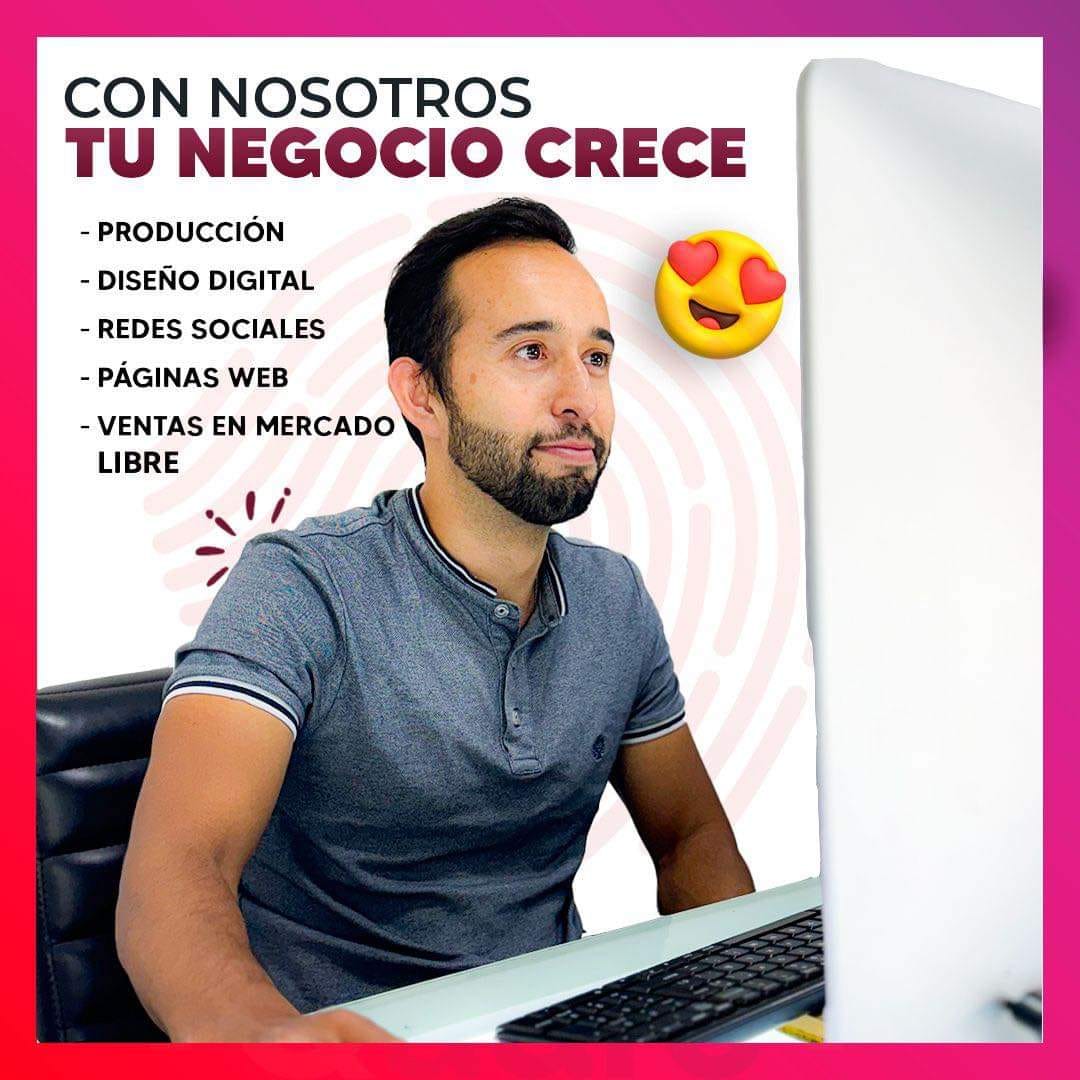 CON NOSOTROS
TU NEGOCIO CRECE
- PRODUCCIÓN
- DISEÑO DIGITAL
- REDES SOCIALES
- PÁGINAS WEB
- VENTAS EN MERCADO
LIBRE